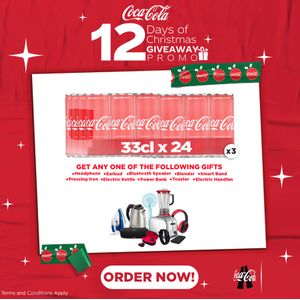 Coca-Cola
12 Days of
Christmas
GIVEAWAY
PROMO
33cl x 24
x3
GET ANY ONE OF THE FOLLOWING GIFTS
•Headphone •Earbud •Bluetooth Speaker •Blender •Smart Band
•Pressing Iron •Electric Kettle •Power Bank •Toaster •Electric Handfan
ORDER NOW!
Coca-Cola
Terms and Conditions Apply